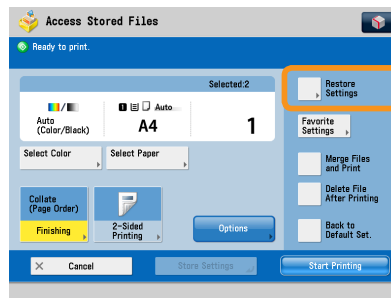 Access Stored Files
Ready to print.
Selected:2
Auto
Auto
(Color/Black)
A4
1
Select Color
Select Paper
Collate
(Page Order)
Finishing
2-Sided
Printing
Options
Restore
Settings
Favorite
Settings
Merge Files
and Print
Delete File
After Printing
Back to
Default Set.
Cancel
Store Settings
Start Printing